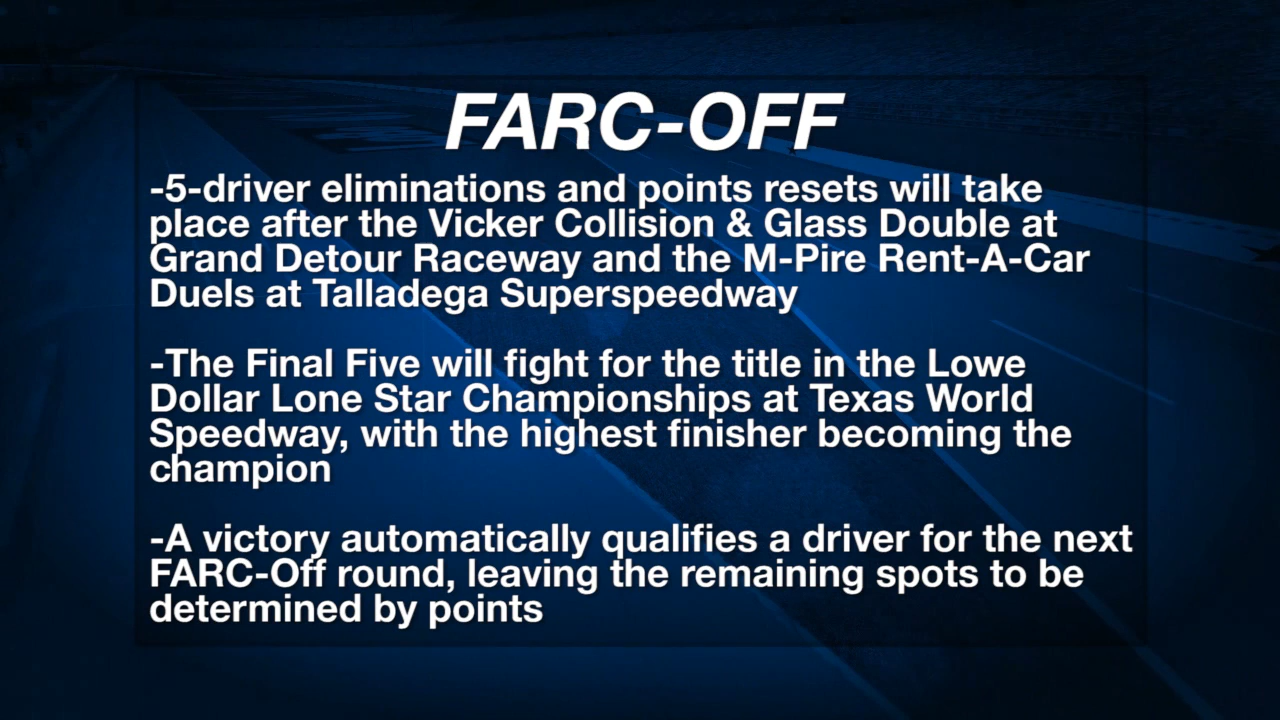 FARC-OFF
-5-driver eliminations and points resets will take
place after the Vicker Collision & Glass Double at
Grand Detour Raceway and the M-Pire Rent-A-Car
Duels at Talladega Superspeedway
-The Final Five will fight for the title in the Lowe
Dollar Lone Star Championships at Texas World
Speedway, with the highest finisher becoming the
champion
-A victory automatically qualifies a driver for the next
FARC-Off round, leaving the remaining spots to be
determined by points